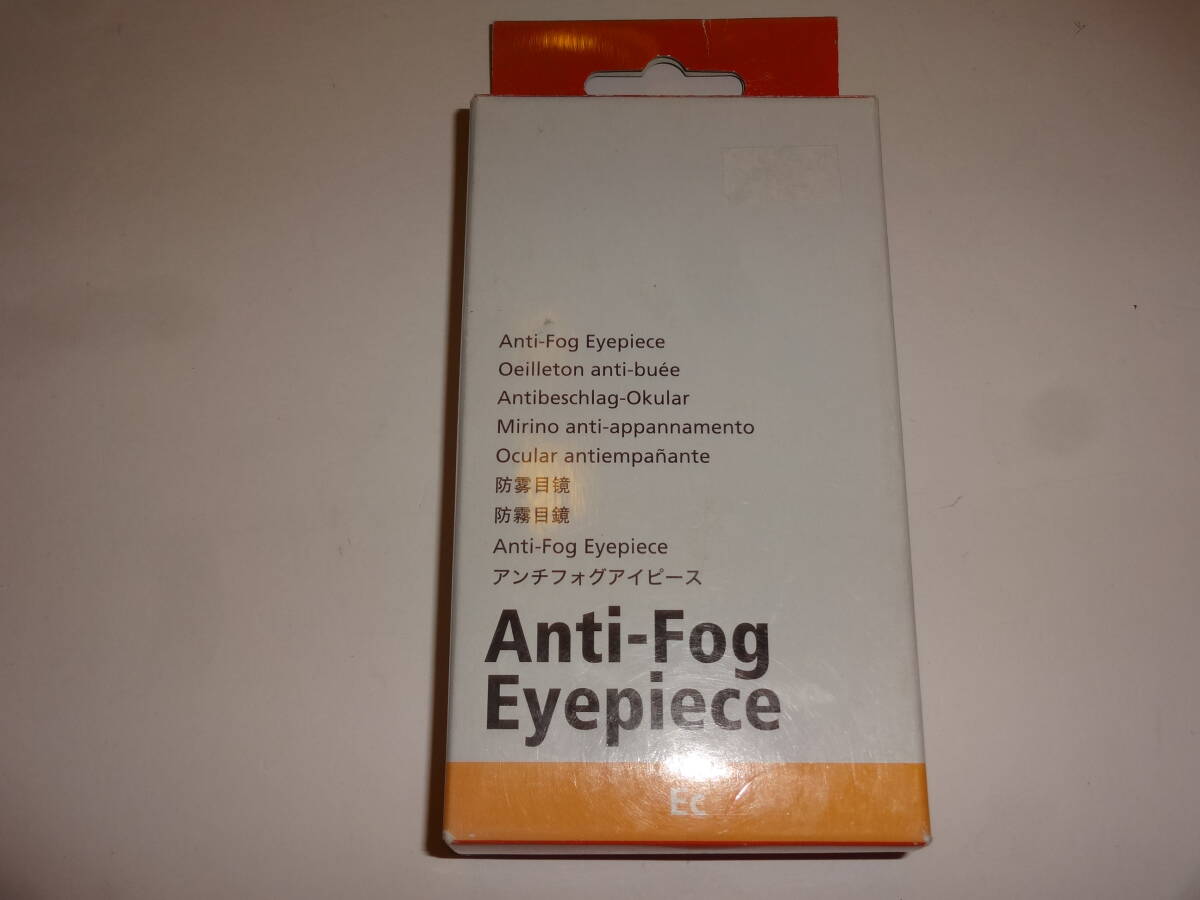 Anti-Fog Eyepiece
Oeilleton anti-buée
Antibeschlag-Okular
Mirino anti-appannamento
Ocular antiempañante
防雾目镜
防霧目鏡
Anti-Fog Eyepiece
アンチフォグアイピース
Anti-Fog
Eyepiece
Ec